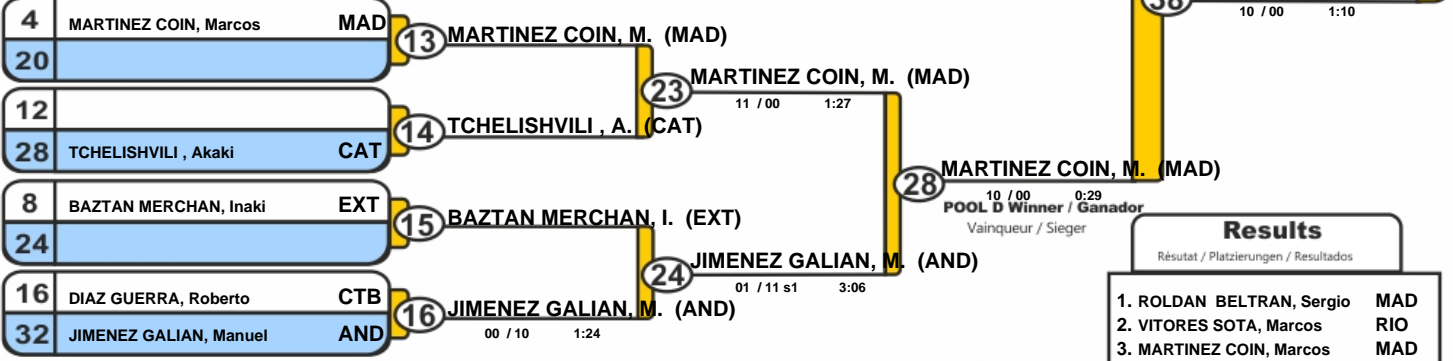 38
10 / 00 1:10
4 MARTINEZ COIN, Marcos MAD
20
13 MARTINEZ COIN, M. (MAD)
23 MARTINEZ COIN, M. (MAD)
11 / 00 1:27
12
28 TCHELISHVILI , Akaki CAT
14 TCHELISHVILI , A. (CAT)
28 MARTINEZ COIN, M. (MAD)
10 / 00 0:29
POOL D Winner / Ganador
Vainqueur / Sieger
8 BAZTAN MERCHAN, Inaki EXT
24
15 BAZTAN MERCHAN, I. (EXT)
24 JIMENEZ GALIAN, M. (AND)
01 / 11 s1 3:06
16 DIAZ GUERRA, Roberto CTB
32 JIMENEZ GALIAN, Manuel AND
16 JIMENEZ GALIAN, M. (AND)
00 / 10 1:24
Results
Résutat / Platzierungen / Resultados
1. ROLDAN BELTRAN, Sergio MAD
2. VITORES SOTA, Marcos RIO
3. MARTINEZ COIN, Marcos MAD